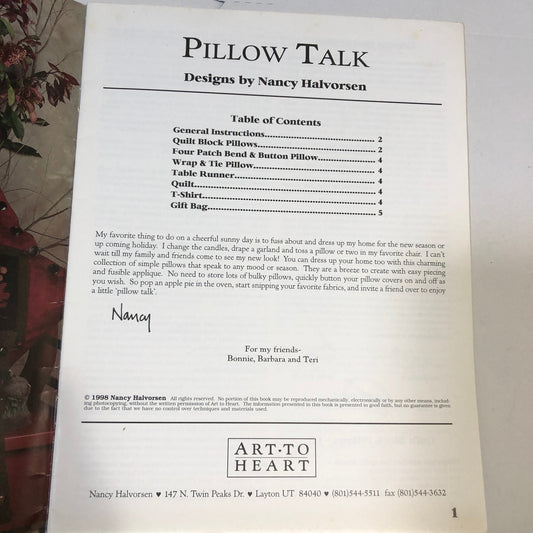 PILLOW TALK
Designs by Nancy Halvorsen
Table of Contents
General Instructions.......................................... 2
Quilt Block Pillows............................................ 2
Four Patch Bend & Button Pillow................... 4
Wrap & Tie Pillow............................................. 4
Table Runner.................................................... 4
Quilt.................................................................. 4
T-Shirt............................................................... 4
Gift Bag............................................................. 5
My favorite thing to do on a cheerful sunny day is to fuss about and dress up my home for the new season or
up coming holiday. I change the candles, drape a garland and toss a pillow or two in my favorite chair. I can't
wait till my family and friends come to see my new look! You can dress up your home too with this charming
collection of simple pillows that speak to any mood or season. They are a breeze to create with easy piecing
and fusible applique. No need to store lots of bulky pillows, quickly button your pillow covers on and off as
you wish. So pop an apple pie in the oven, start snipping your favorite fabrics, and invite a friend over to enjoy
a little 'pillow talk'.
Nancy
For my friends-
Bonnie, Barbara and Teri
© 1998 Nancy Halvorsen All rights reserved. No portion of this book may be reproduced mechanically, electronically or by any other means, includ-
ing photocopying, without the written permission of Art to Heart. The information presented in this book is presented in good faith, but no guarantee is given
due to the fact that we have no control over techniques and materials used.
ART·TO
HEART
Nancy Halvorsen ♥ 147 N. Twin Peaks Dr. ♥ Layton UT 84040 ♥ (801)544-5511 fax (801)544-3632
1